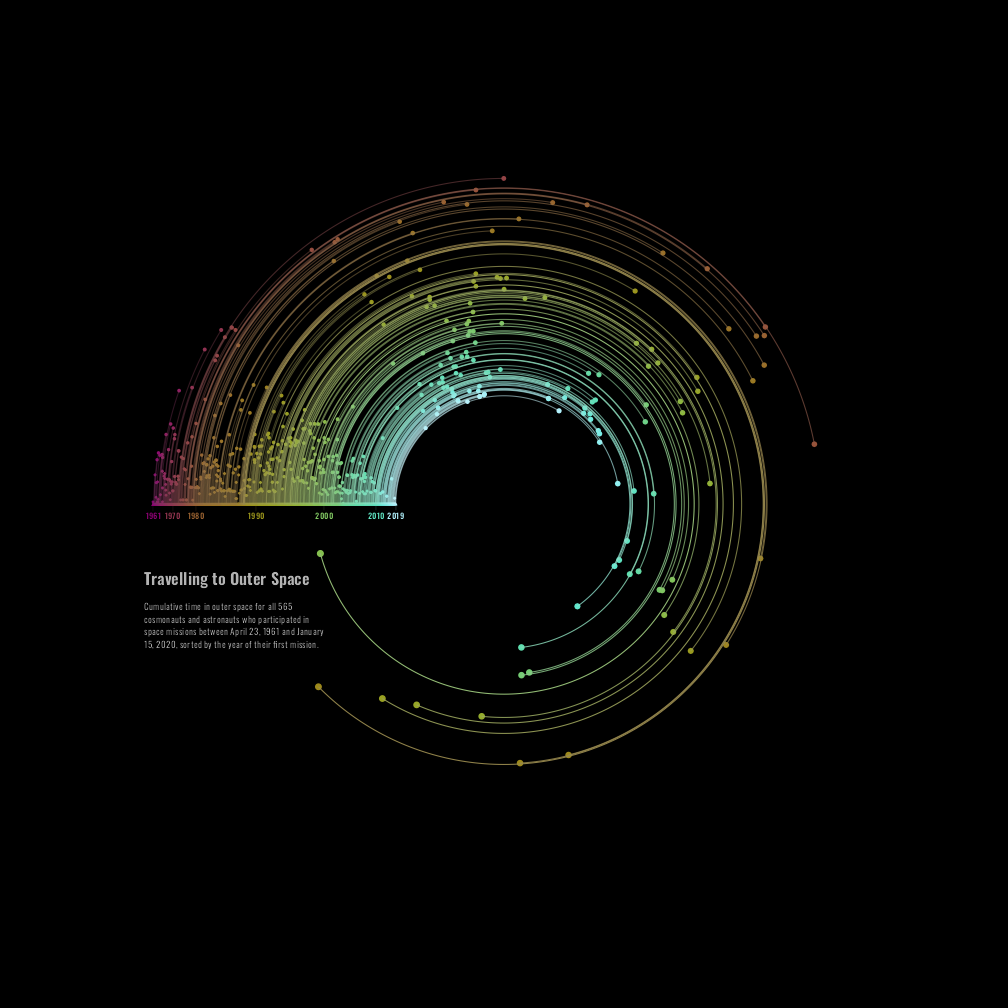 1961 1970 1980 1990 2000 2010 2019
Travelling to Outer Space
Cumulative time in outer space for all 565
cosmonauts and astronauts who participated in
space missions between April 23, 1961 and January
15, 2020, sorted by the year of their first mission.